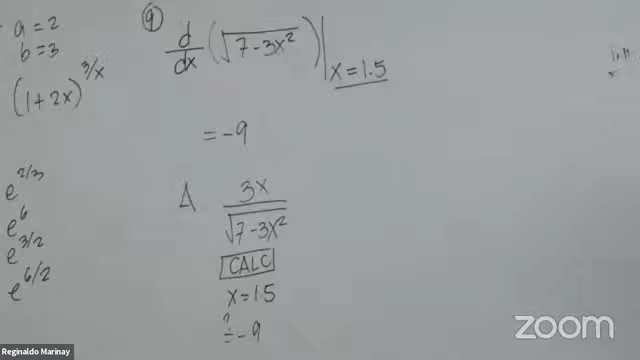 a = 2
b = 3
(1+2x)^{3/x}
e^{2/3}
e^{6}
e^{3/2}
e^{6/2}
⑨ d/dx (√(7-3x²)) | x = 1.5
= -9
A 3x/√(7-3x²)
CALC
x = 1.5
≟ -9
zoom
Reginaldo Marinay